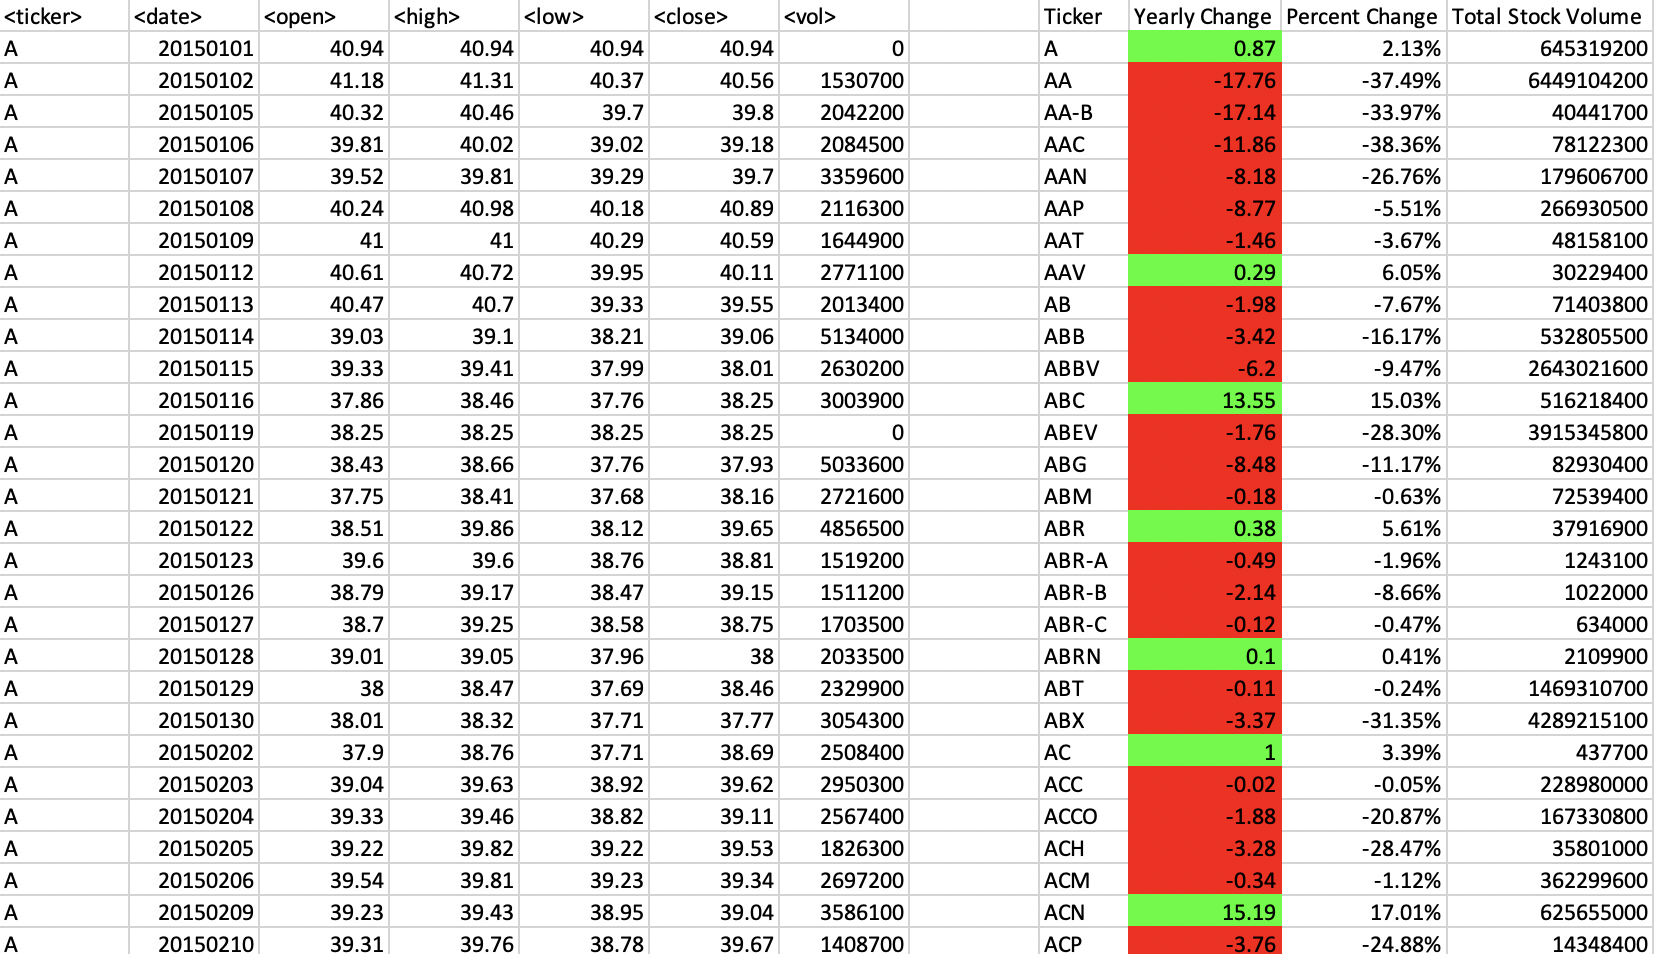 <ticker> <date> <open> <high> <low> <close> <vol> Ticker Yearly Change Percent Change Total Stock Volume
A 20150101 40.94 40.94 40.94 40.94 0 A 0.87 2.13% 645319200
A 20150102 41.18 41.31 40.37 40.56 1530700 AA -17.76 -37.49% 6449104200
A 20150105 40.32 40.46 39.7 39.8 2042200 AA-B -17.14 -33.97% 40441700
A 20150106 39.81 40.02 39.02 39.18 2084500 AAC -11.86 -38.36% 78122300
A 20150107 39.52 39.81 39.29 39.7 3359600 AAN -8.18 -26.76% 179606700
A 20150108 40.24 40.98 40.18 40.89 2116300 AAP -8.77 -5.51% 266930500
A 20150109 41 41 40.29 40.59 1644900 AAT -1.46 -3.67% 48158100
A 20150112 40.61 40.72 39.95 40.11 2771100 AAV 0.29 6.05% 30229400
A 20150113 40.47 40.7 39.33 39.55 2013400 AB -1.98 -7.67% 71403800
A 20150114 39.03 39.1 38.21 39.06 5134000 ABB -3.42 -16.17% 532805500
A 20150115 39.33 39.41 37.99 38.01 2630200 ABBV -6.2 -9.47% 2643021600
A 20150116 37.86 38.46 37.76 38.25 3003900 ABC 13.55 15.03% 516218400
A 20150119 38.25 38.25 38.25 38.25 0 ABEV -1.76 -28.30% 3915345800
A 20150120 38.43 38.66 37.76 37.93 5033600 ABG -8.48 -11.17% 82930400
A 20150121 37.75 38.41 37.68 38.16 2721600 ABM -0.18 -0.63% 72539400
A 20150122 38.51 39.86 38.12 39.65 4856500 ABR 0.38 5.61% 37916900
A 20150123 39.6 39.6 38.76 38.81 1519200 ABR-A -0.49 -1.96% 1243100
A 20150126 38.79 39.17 38.47 39.15 1511200 ABR-B -2.14 -8.66% 1022000
A 20150127 38.7 39.25 38.58 38.75 1703500 ABR-C -0.12 -0.47% 634000
A 20150128 39.01 39.05 37.96 38 2033500 ABRN 0.1 0.41% 2109900
A 20150129 38 38.47 37.69 38.46 2329900 ABT -0.11 -0.24% 1469310700
A 20150130 38.01 38.32 37.71 37.77 3054300 ABX -3.37 -31.35% 4289215100
A 20150202 37.9 38.76 37.71 38.69 2508400 AC 1 3.39% 437700
A 20150203 39.04 39.63 38.92 39.62 2950300 ACC -0.02 -0.05% 228980000
A 20150204 39.33 39.46 38.82 39.11 2567400 ACCO -1.88 -20.87% 167330800
A 20150205 39.22 39.82 39.22 39.53 1826300 ACH -3.28 -28.47% 35801000
A 20150206 39.54 39.81 39.23 39.34 2697200 ACM -0.34 -1.12% 362299600
A 20150209 39.23 39.43 38.95 39.04 3586100 ACN 15.19 17.01% 625655000
A 20150210 39.31 39.76 38.78 39.67 1408700 ACP -3.76 -24.88% 14348400